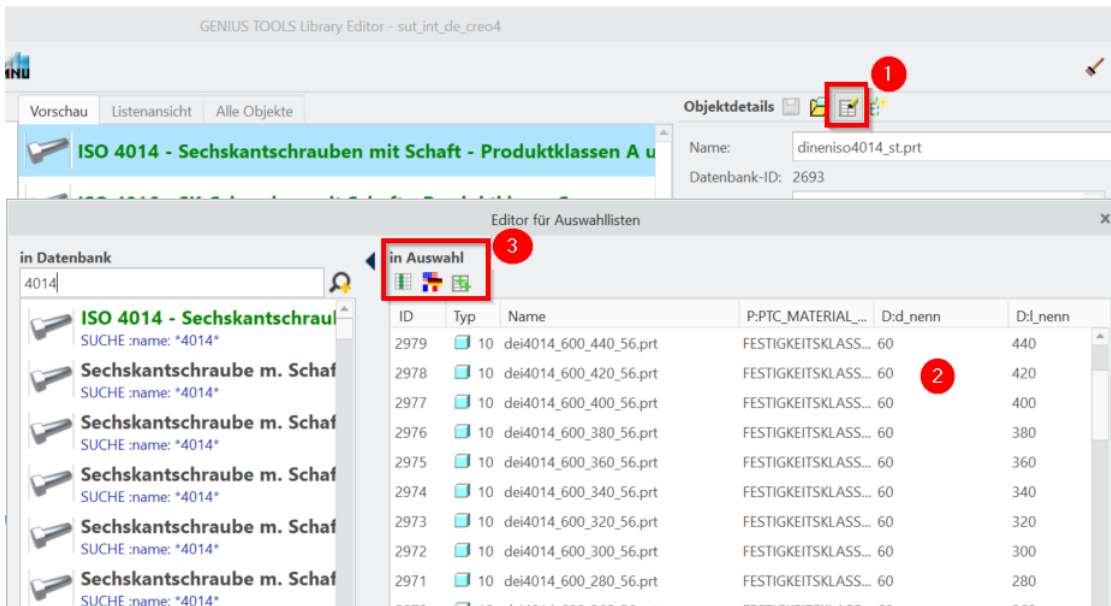 GENIUS TOOLS Library Editor - sut_int_de_creo4
MNU
1
Vorschau Listenansicht Alle Objekte
Objektdetails
ISO 4014 - Sechskantschrauben mit Schaft - Produktklassen A u
Name: dineniso4014_st.prt
Datenbank-ID: 2693
Editor für Auswahllisten x
in Datenbank
in Auswahl
3
4014
ID Typ Name P:PTC_MATERIAL_... D:d_nenn D:l_nenn
ISO 4014 - Sechskantschraul
SUCHE :name: *4014*
Sechskantschraube m. Schaf
SUCHE :name: *4014*
Sechskantschraube m. Schaf
SUCHE :name: *4014*
Sechskantschraube m. Schaf
SUCHE :name: *4014*
Sechskantschraube m. Schaf
SUCHE :name: *4014*
Sechskantschraube m. Schaf
SUCHE :name: *4014*
2979 10 dei4014_600_440_56.prt FESTIGKEITSKLASS... 60 440
2978 10 dei4014_600_420_56.prt FESTIGKEITSKLASS... 60 420
2
2977 10 dei4014_600_400_56.prt FESTIGKEITSKLASS... 60 400
2976 10 dei4014_600_380_56.prt FESTIGKEITSKLASS... 60 380
2975 10 dei4014_600_360_56.prt FESTIGKEITSKLASS... 60 360
2974 10 dei4014_600_340_56.prt FESTIGKEITSKLASS... 60 340
2973 10 dei4014_600_320_56.prt FESTIGKEITSKLASS... 60 320
2972 10 dei4014_600_300_56.prt FESTIGKEITSKLASS... 60 300
2971 10 dei4014_600_280_56.prt FESTIGKEITSKLASS... 60 280